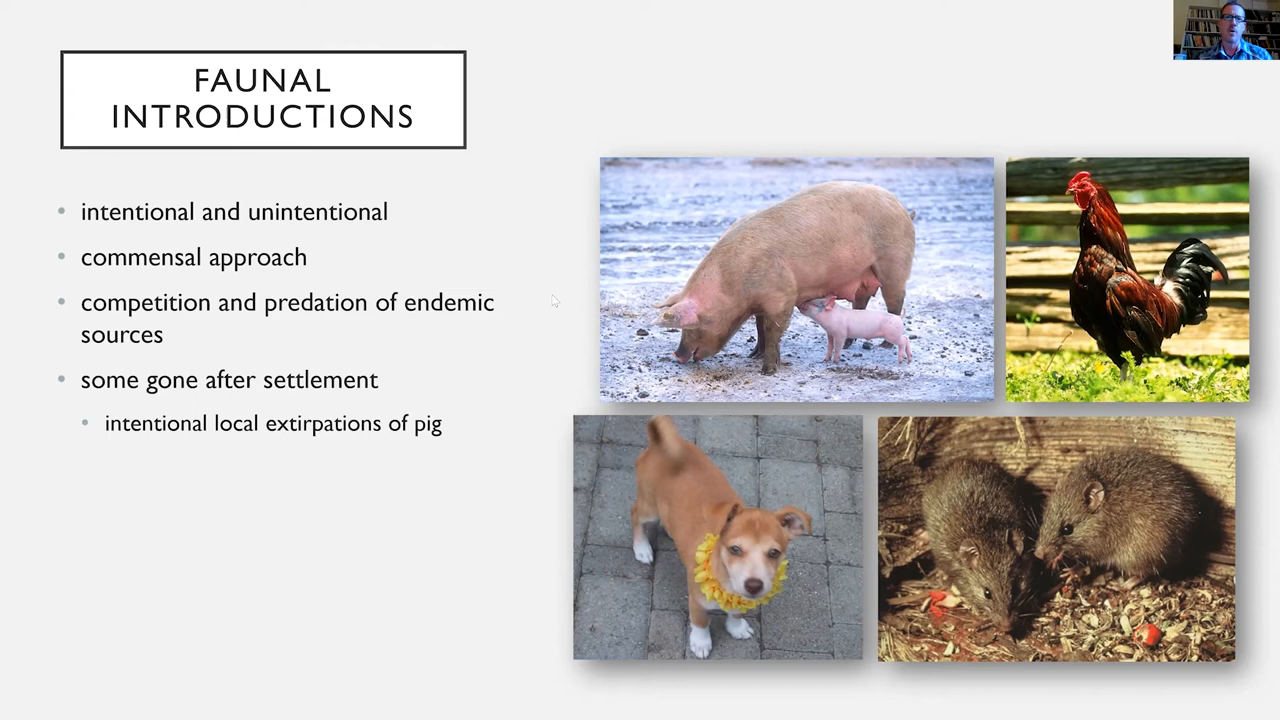 FAUNAL
INTRODUCTIONS
intentional and unintentional
commensal approach
competition and predation of endemic
sources
some gone after settlement
intentional local extirpations of pig